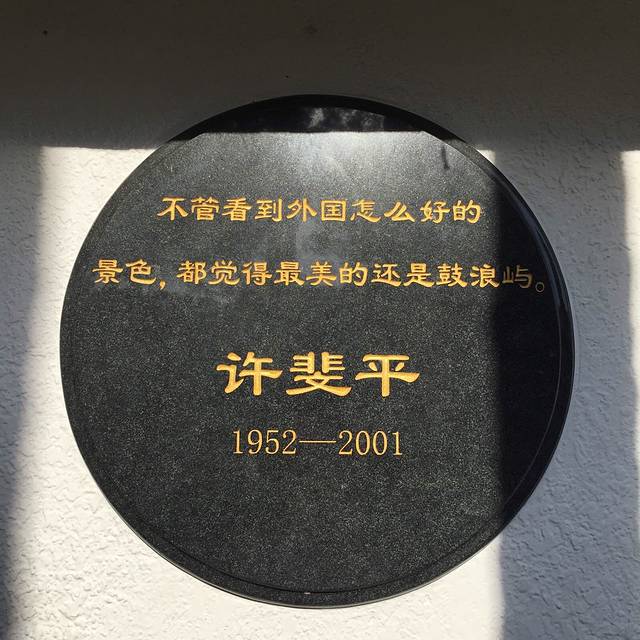 不管看到外国怎么好的
景色，都觉得最美的还是鼓浪屿。
许斐平
1952—2001